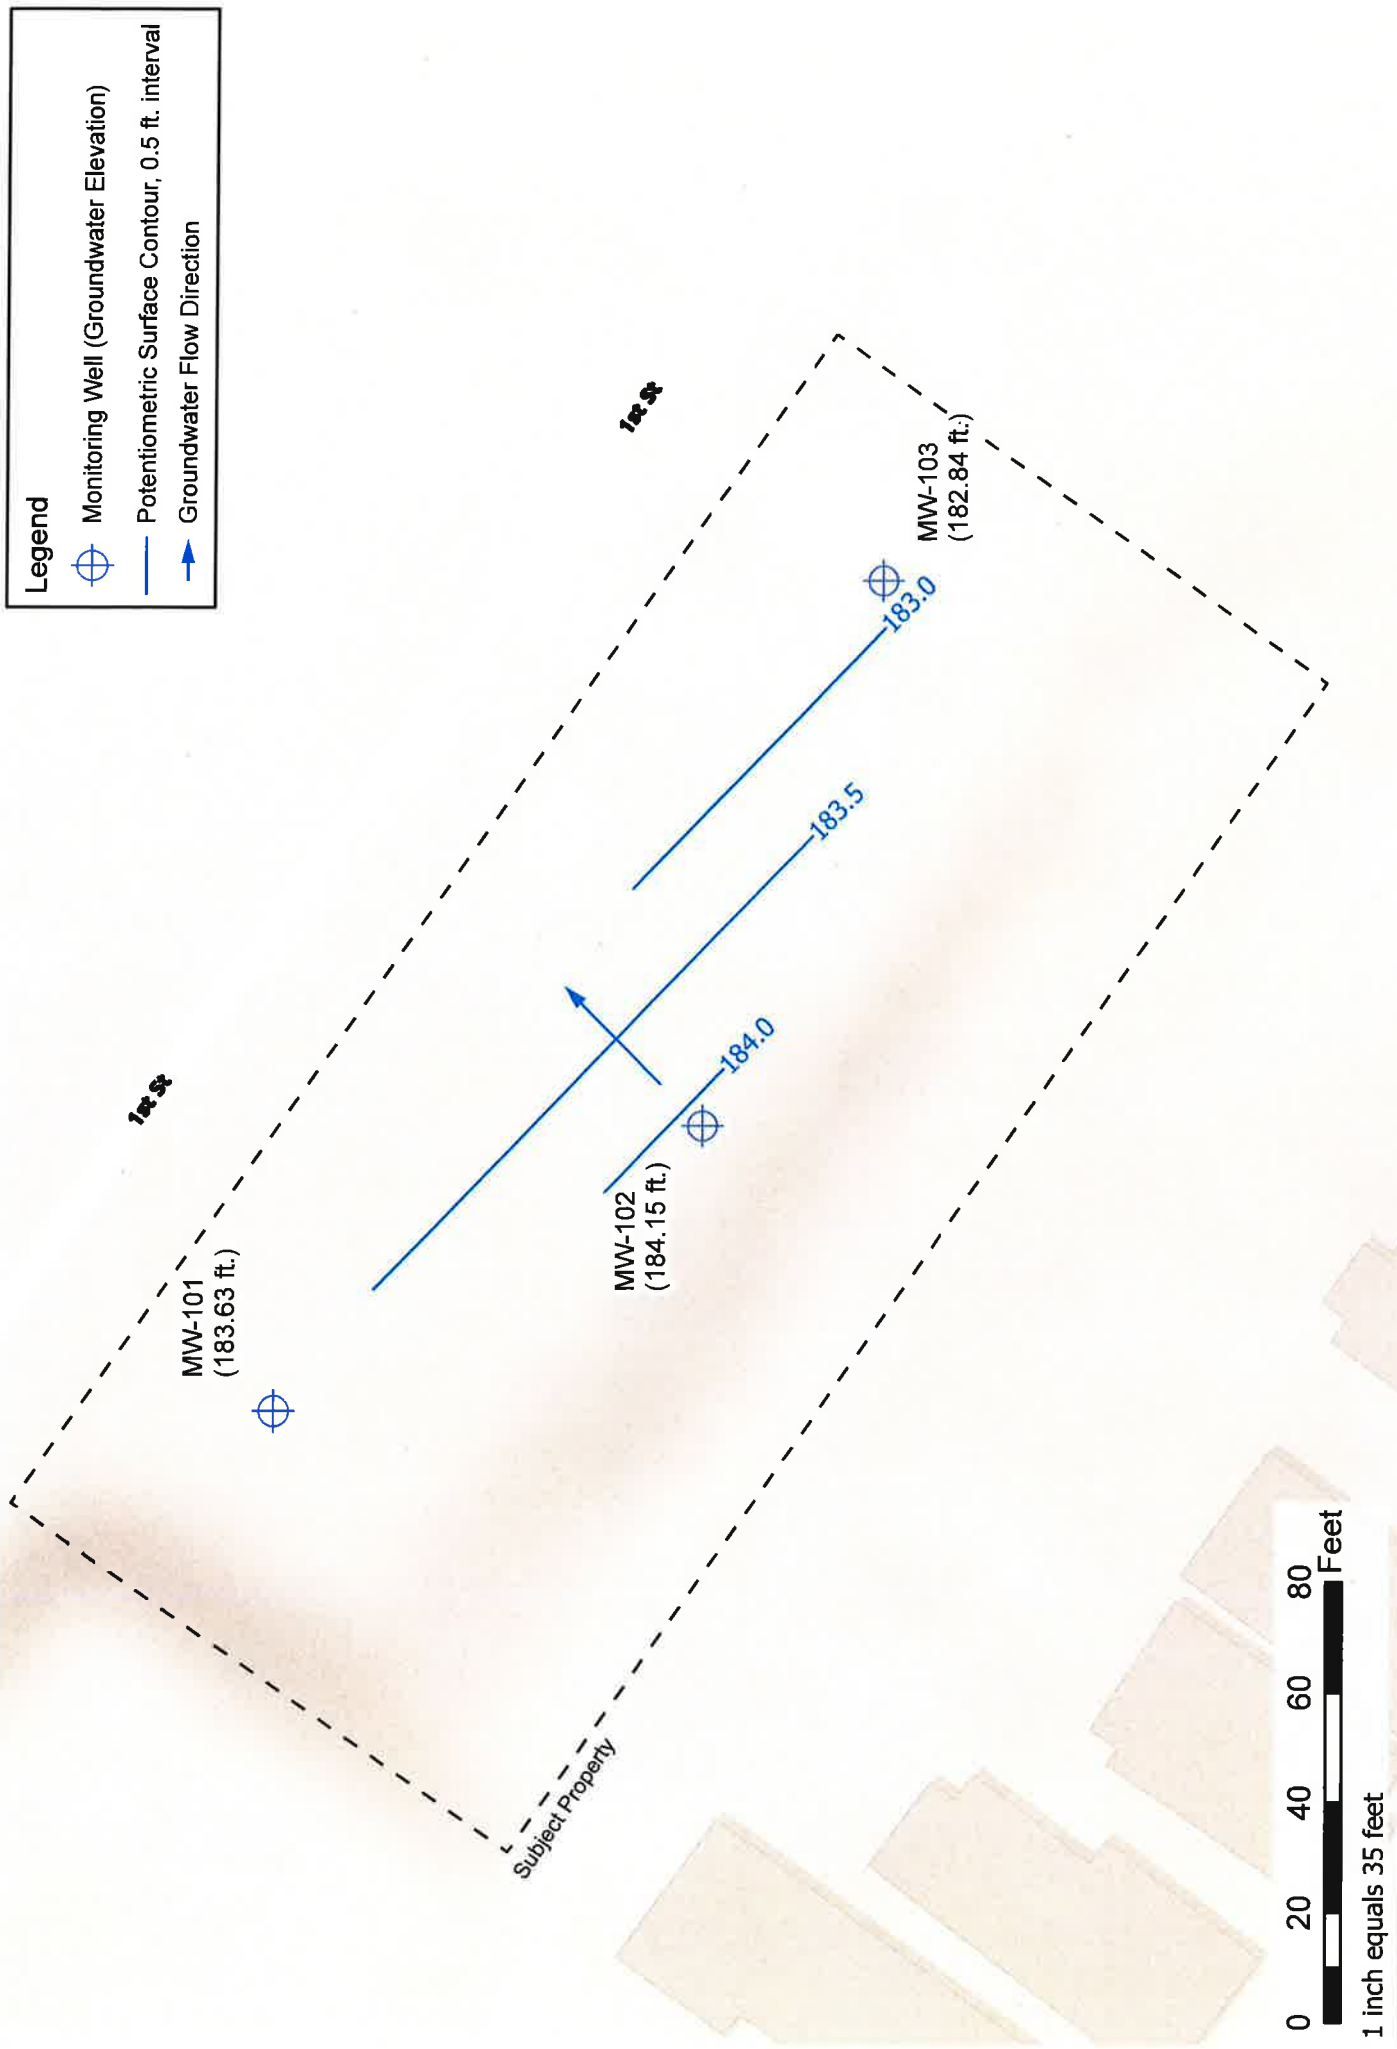 Legend
Monitoring Well (Groundwater Elevation)
Potentiometric Surface Contour, 0.5 ft. interval
Groundwater Flow Direction
1st St
1st St
MW-101
(183.63 ft.)
MW-102
(184.15 ft.)
MW-103
(182.84 ft.)
184.0
183.5
183.0
Subject Property
0 20 40 60 80
Feet
1 inch equals 35 feet